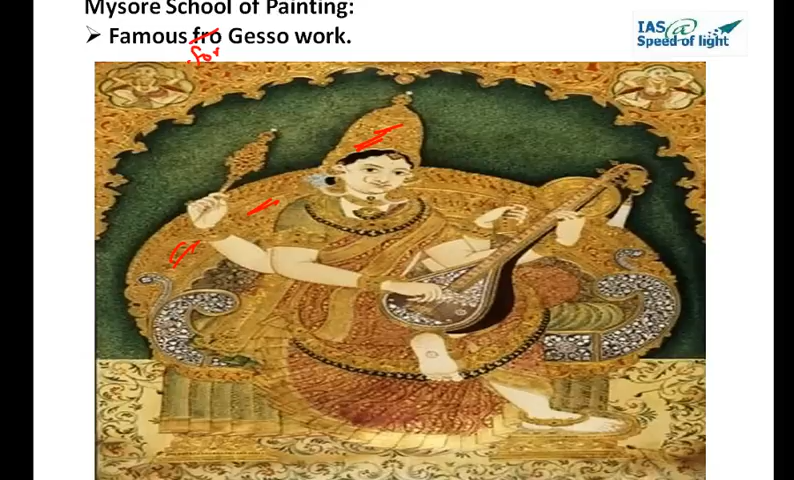 Mysore School of Painting:
➤ Famous fro Gesso work.
for
IAS@
Speed of light